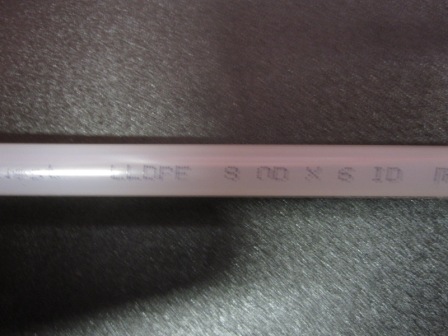 LLDPE 8 OD X 6 ID